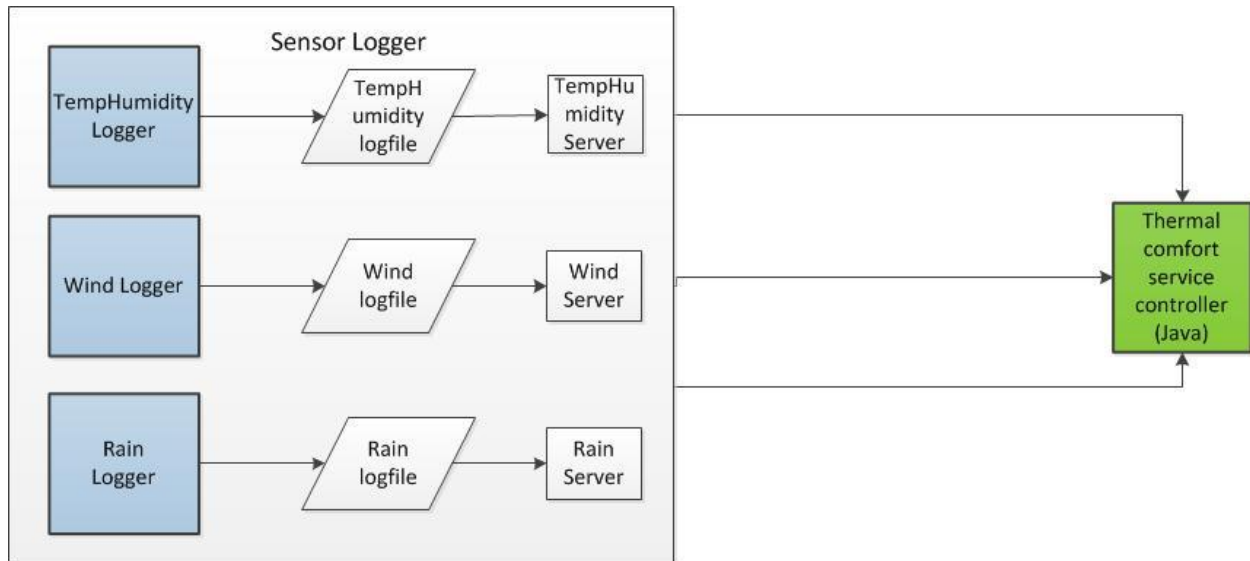 Sensor Logger
TempHumidity
Logger
TempH
umidity
logfile
TempHu
midity
Server
Wind Logger
Wind
logfile
Wind
Server
Rain
Logger
Rain
logfile
Rain
Server
Thermal
comfort
service
controller
(Java)